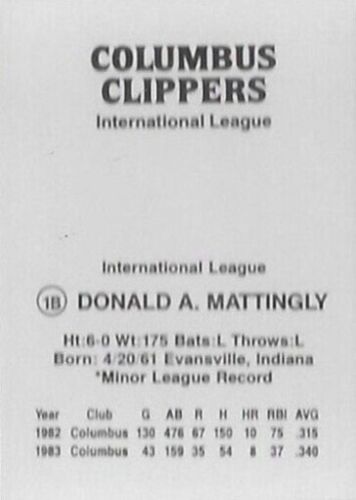 COLUMBUS
CLIPPERS
International League
International League
1B DONALD A. MATTINGLY
Ht:6-0 Wt:175 Bats:L Throws:L
Born: 4/20/61 Evansville, Indiana
*Minor League Record
Year Club G AB R H HR RBI AVG
1982 Columbus 130 476 67 150 10 75 .315
1983 Columbus 43 159 35 54 8 37 .340